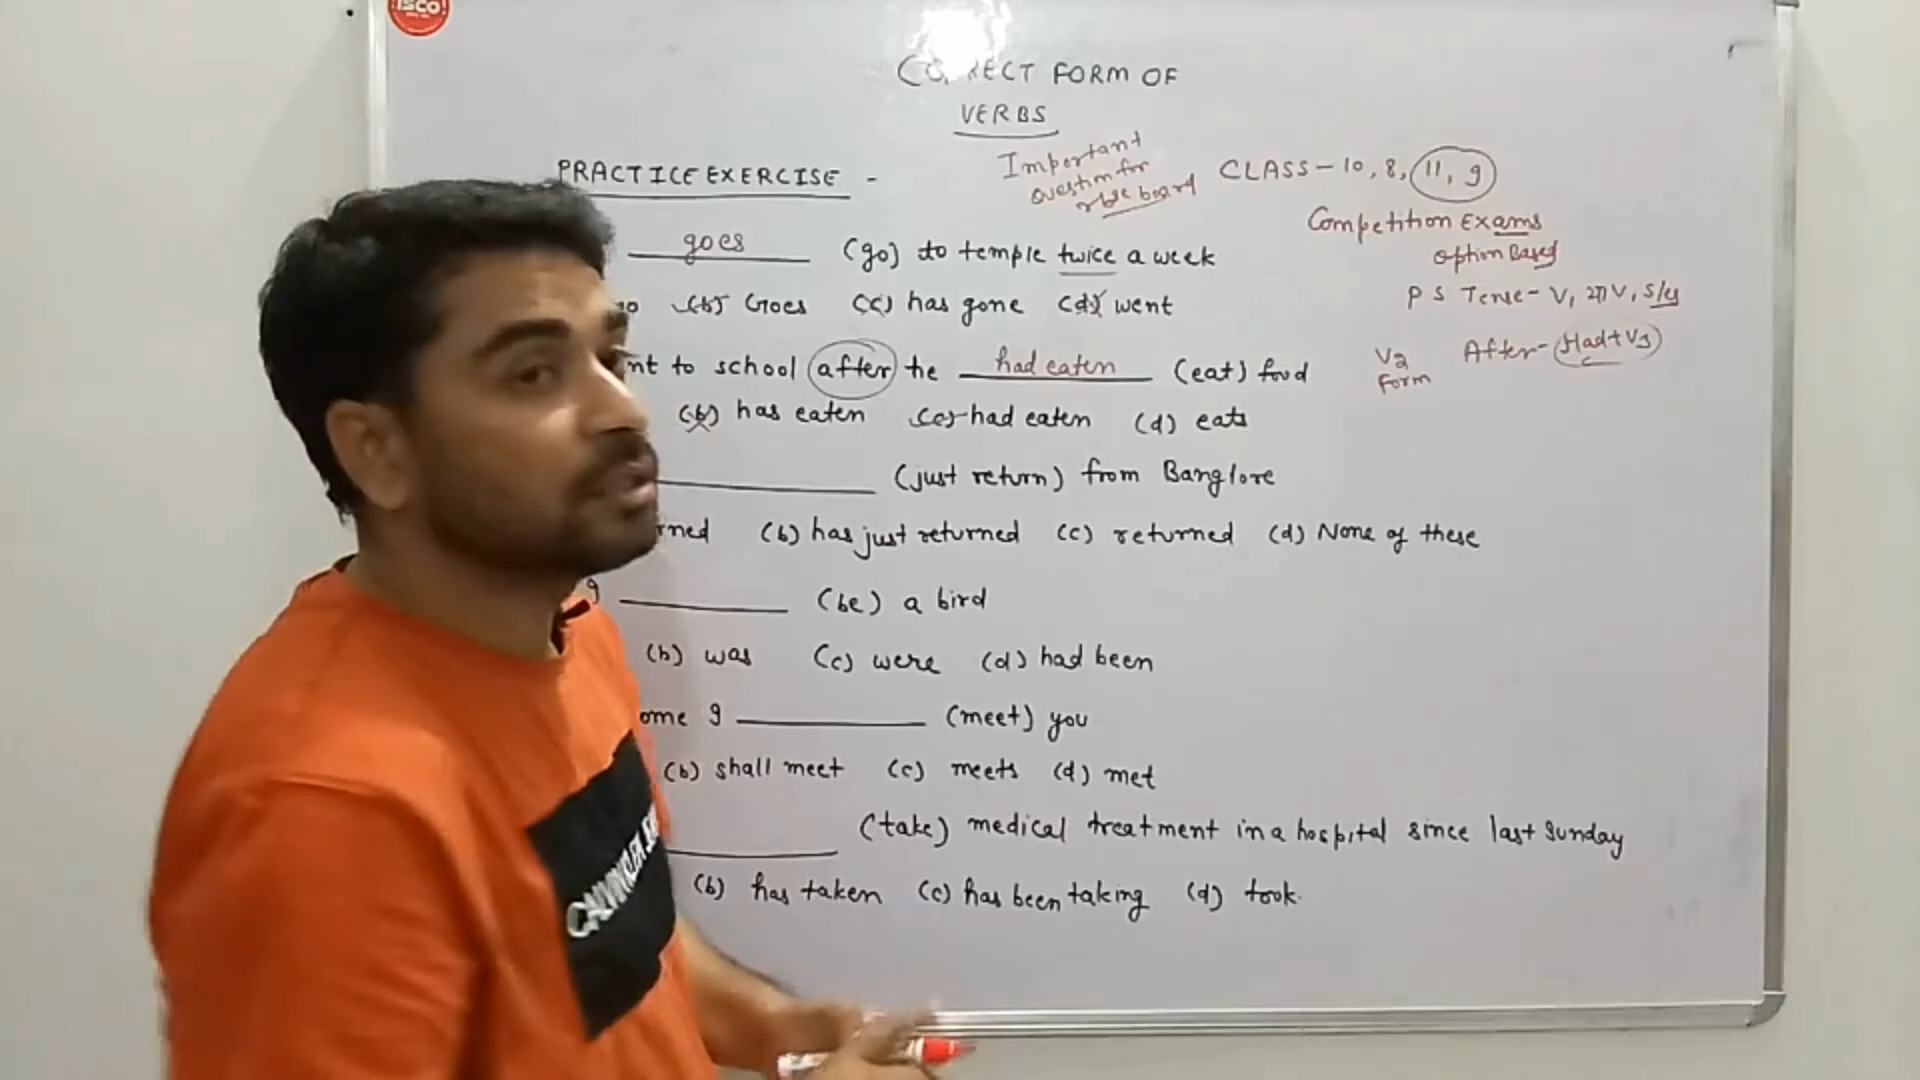 ISCO!
CORRECT FORM OF
VERBS
PRACTICE EXERCISE -
Important
Question for
rbse board
CLASS - 10, 8, 11, 9
Competition Exams
option Based
goes (go) to temple twice a week
P S Tense - V1 या V1 s/es
(b) Goes (c) has gone (d) went
to school after he had eaten (eat) food
V2
form
After - Had + V3
(b) has eaten (c) had eaten (d) eats
(just return) from Banglore
(b) has just returned (c) returned (d) None of these
(be) a bird
(b) was (c) were (d) had been
I (meet) you
(b) shall meet (c) meets (d) met
(take) medical treatment in a hospital since last Sunday
(b) has taken (c) has been taking (d) took.